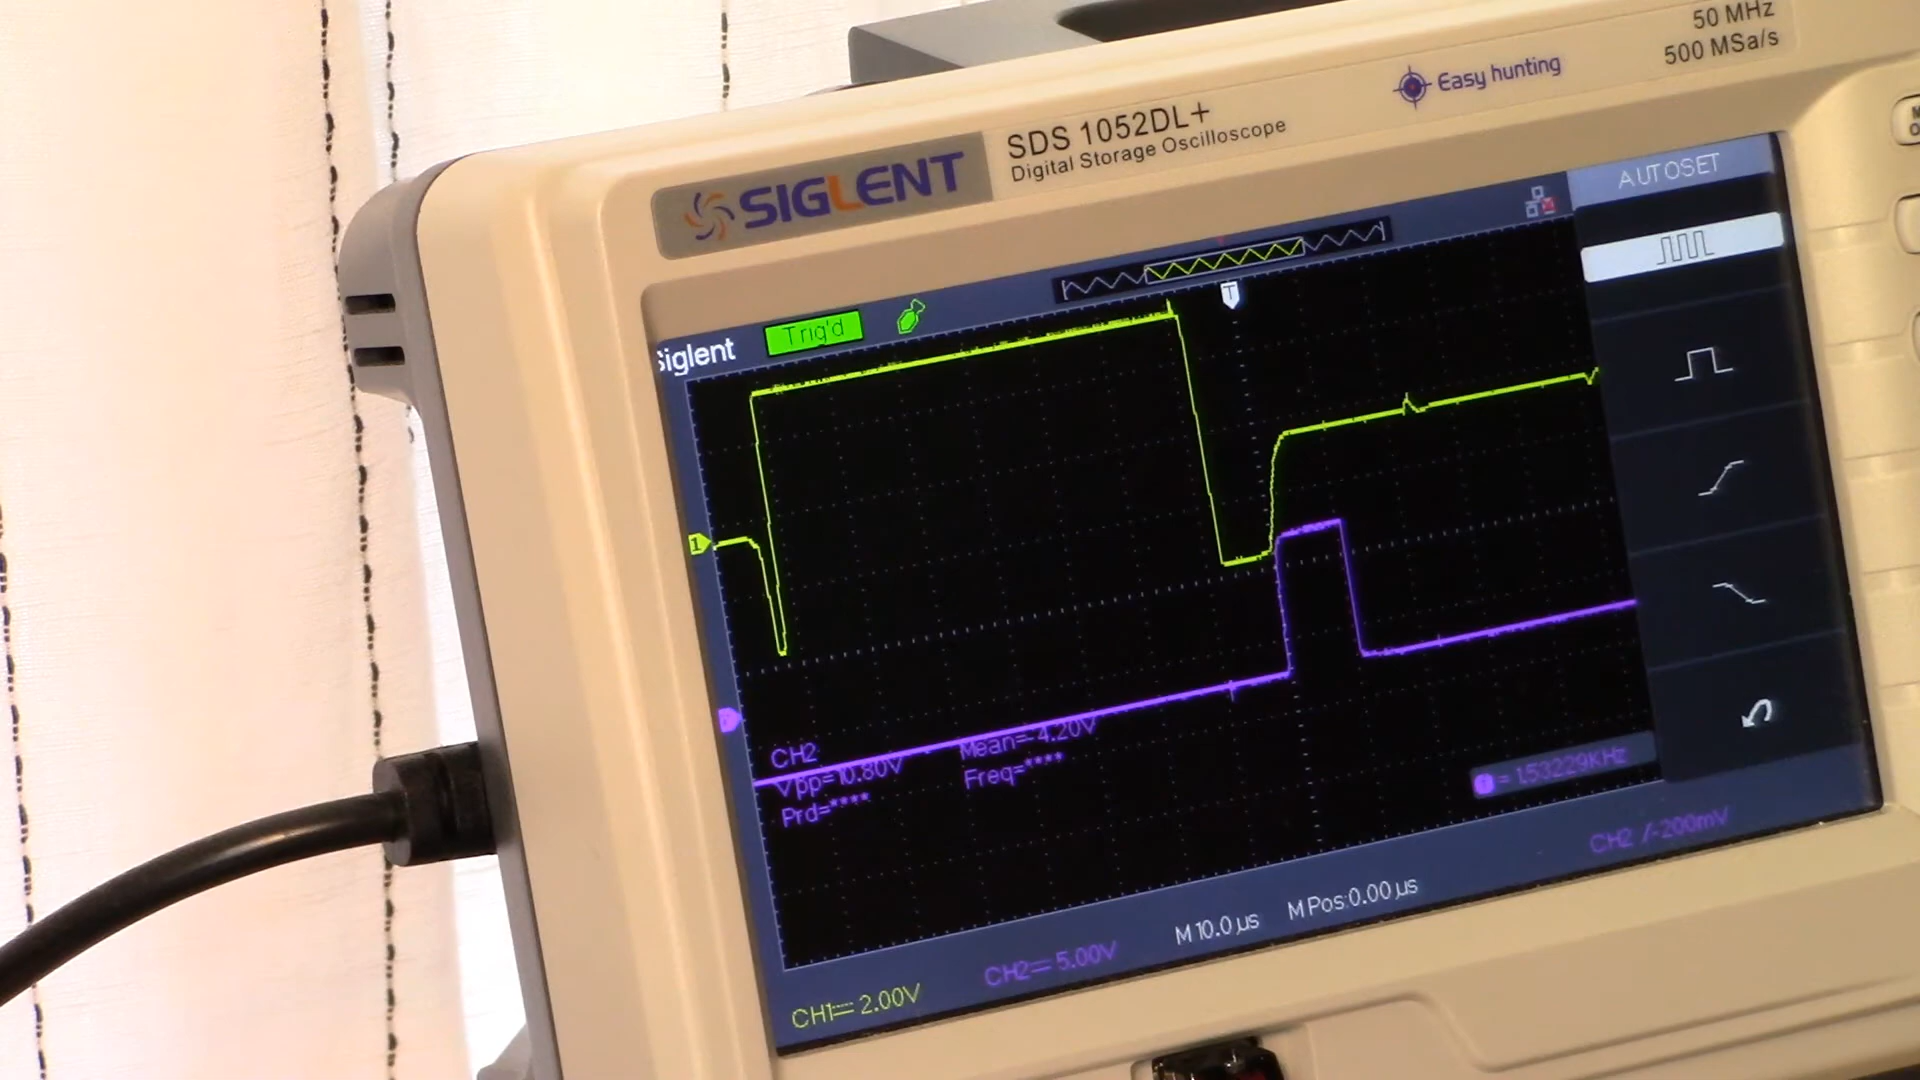 50 MHz
500 MSa/s
Easy hunting
SDS 1052DL+
Digital Storage Oscilloscope
SIGLENT
AUTOSET
Siglent
Trig'd
T
1
CH2
Vpp=10.80V
Mean=-4.20V
Prd=****
Freq=****
= 1.53229KHz
CH2 /-200mV
M 10.0µs
M Pos:0.00µs
CH2 5.00V
CH1 2.00V